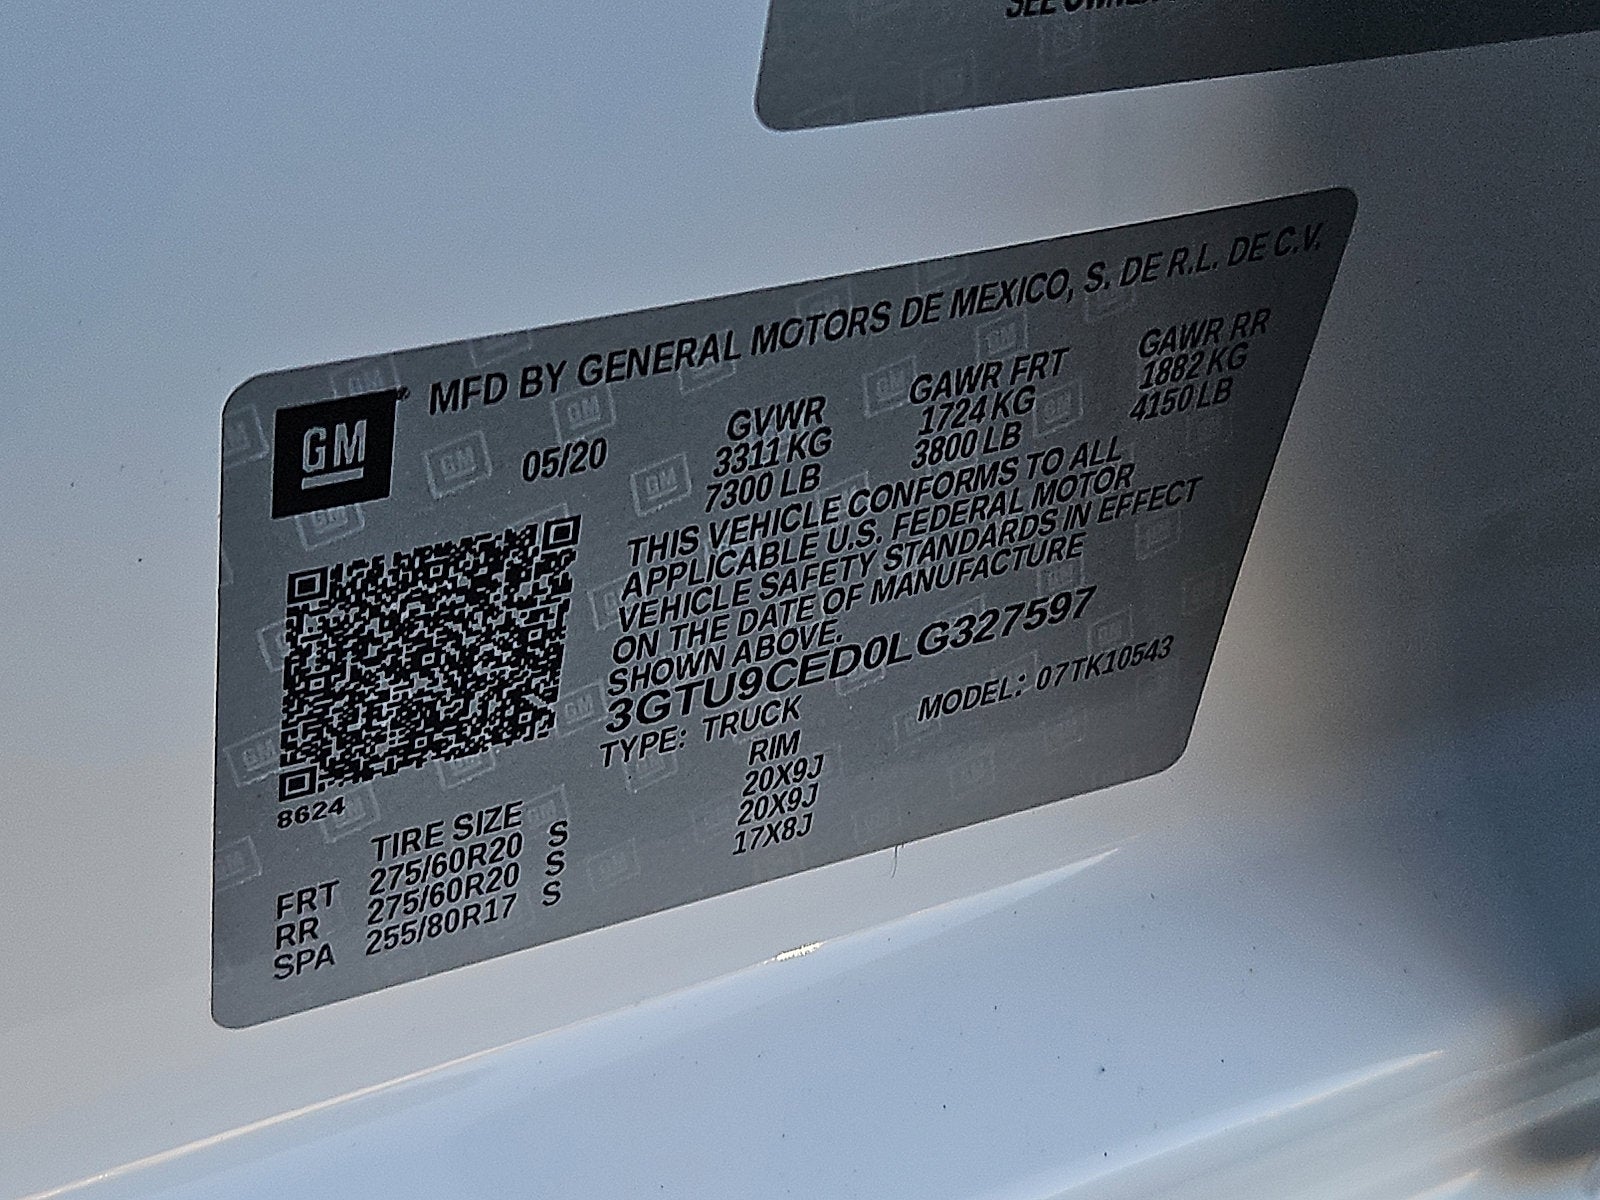 SEE OWNER
MFD BY GENERAL MOTORS DE MEXICO, S. DE R.L. DE C.V.
GM
05/20
GVWR GAWR FRT GAWR RR
3311 KG 1724 KG 1882 KG
7300 LB 3800 LB 4150 LB
THIS VEHICLE CONFORMS TO ALL
APPLICABLE U.S. FEDERAL MOTOR
VEHICLE SAFETY STANDARDS IN EFFECT
ON THE DATE OF MANUFACTURE
SHOWN ABOVE.
3GTU9CED0LG327597
TYPE: TRUCK MODEL: 07TK10543
8624
TIRE SIZE RIM
FRT 275/60R20 S 20X9J
RR 275/60R20 S 20X9J
SPA 255/80R17 S 17X8J